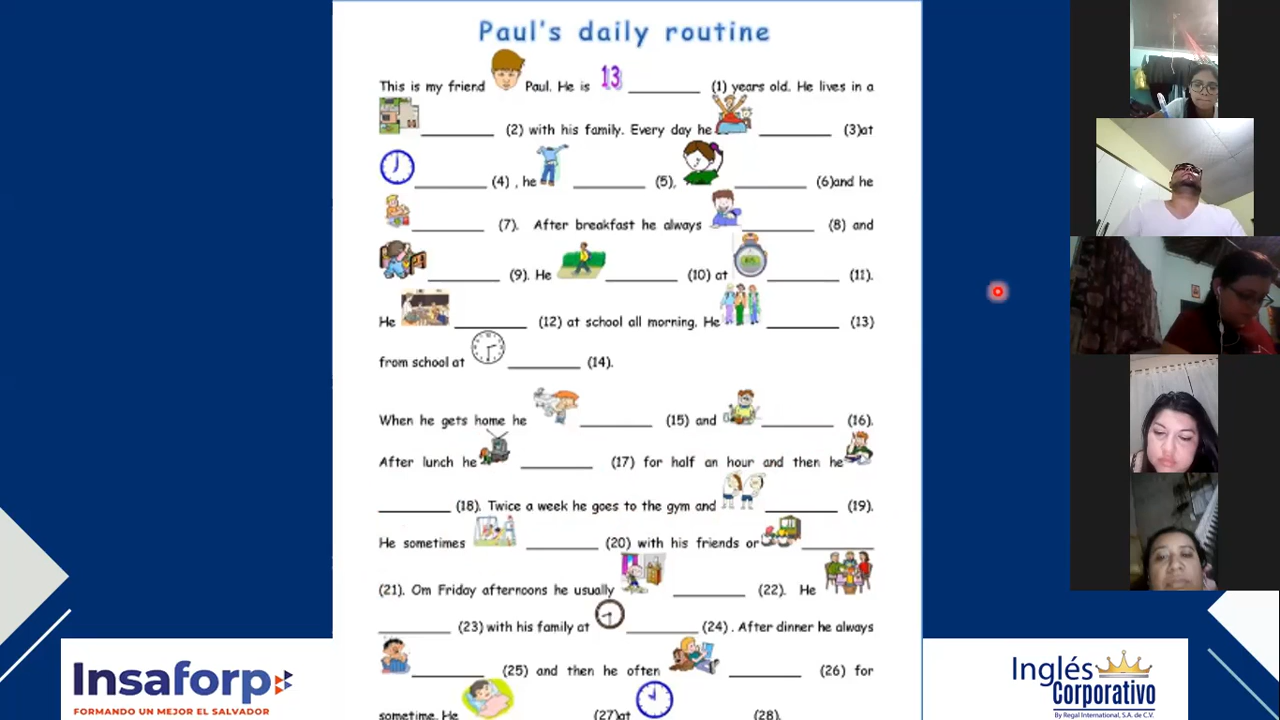 Paul's daily routine
This is my friend Paul. He is 13 __________ (1) years old. He lives in a
__________ (2) with his family. Every day he __________ (3)at
__________ (4) , he __________ (5), __________ (6)and he
__________ (7). After breakfast he always __________ (8) and
__________ (9). He __________ (10) at __________ (11).
He __________ (12) at school all morning. He __________ (13)
from school at __________ (14).
When he gets home he __________ (15) and __________ (16).
After lunch he __________ (17) for half an hour and then he
__________ (18). Twice a week he goes to the gym and __________ (19).
He sometimes __________ (20) with his friends or __________
(21). Om Friday afternoons he usually __________ (22). He
__________ (23) with his family at __________ (24) . After dinner he always
__________ (25) and then he often __________ (26) for
sometime. He (27)at (28).
Insaforp
FORMANDO UN MEJOR EL SALVADOR
Inglés
Corporativo
By Regal International, S.A. de C.V.